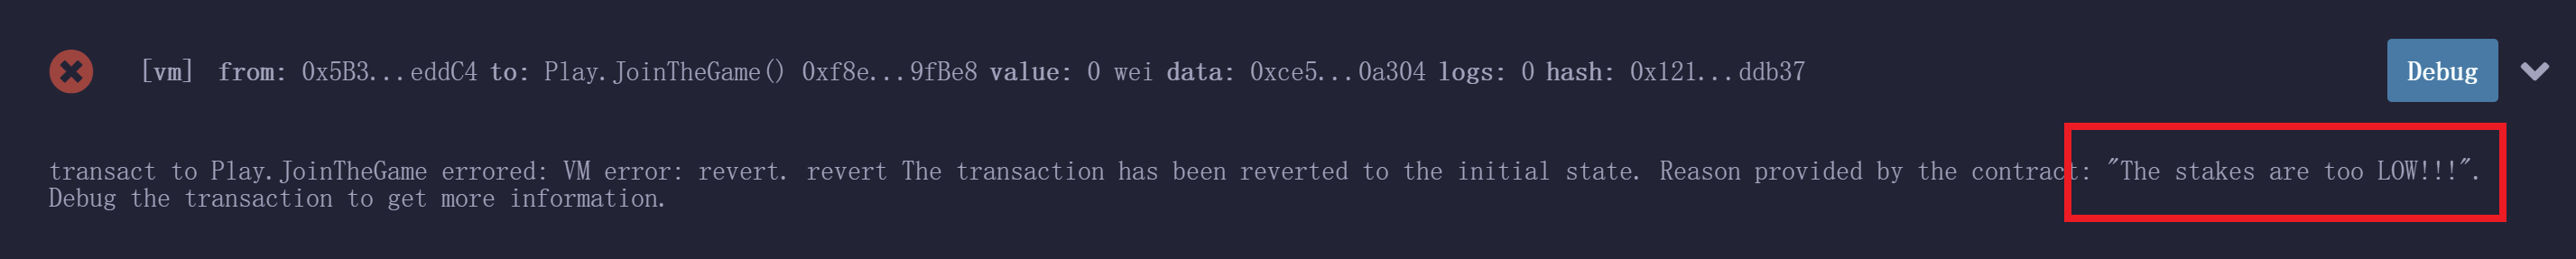 [vm] from: 0x5B3...eddC4 to: Play.JoinTheGame() 0xf8e...9fBe8 value: 0 wei data: 0xce5...0a304 logs: 0 hash: 0x121...ddb37 Debug
transact to Play.JoinTheGame errored: VM error: revert. revert The transaction has been reverted to the initial state. Reason provided by the contract: "The stakes are too LOW!!!".
Debug the transaction to get more information.